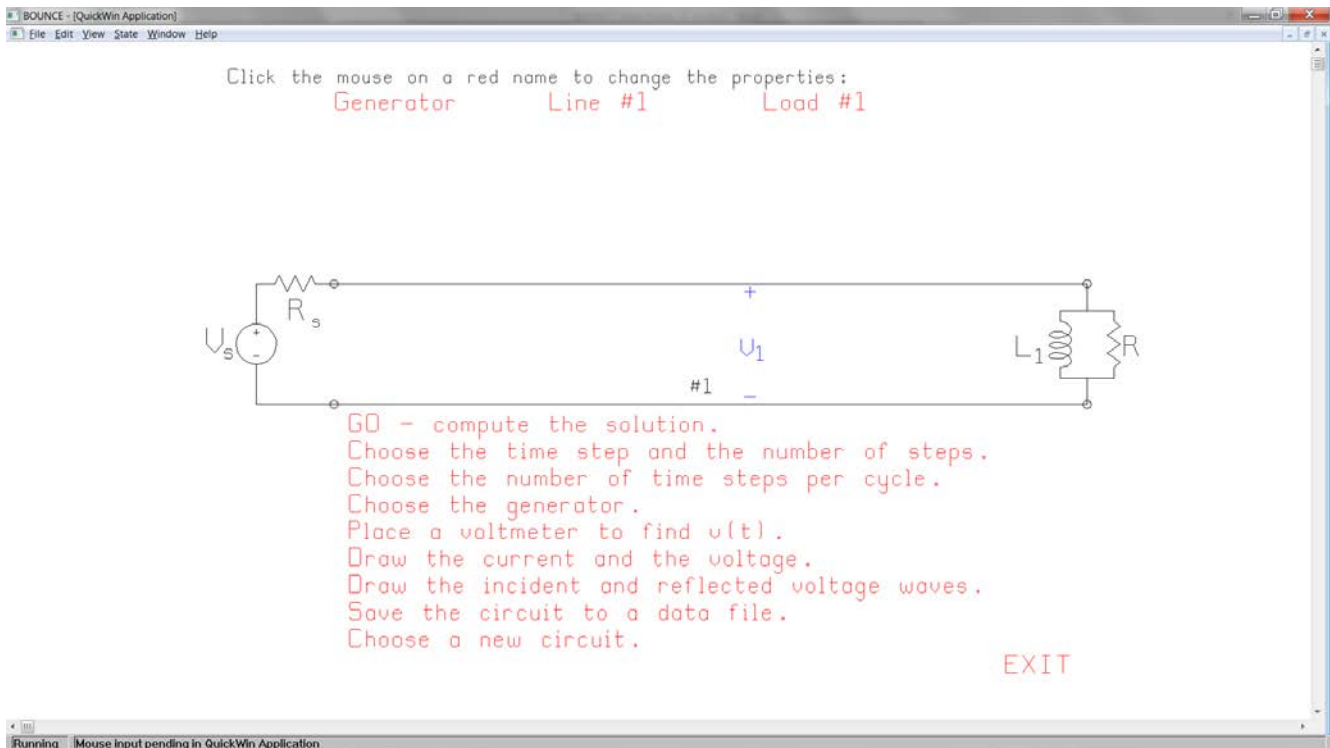 BOUNCE - [QuickWin Application]
File Edit View State Window Help
Click the mouse on a red name to change the properties:
Generator Line #1 Load #1
+
R s
V s + - V 1 L 1 R
#1 -
GO - compute the solution.
Choose the time step and the number of steps.
Choose the number of time steps per cycle.
Choose the generator.
Place a voltmeter to find v(t).
Draw the current and the voltage.
Draw the incident and reflected voltage waves.
Save the circuit to a data file.
Choose a new circuit.
EXIT
Running Mouse input pending in QuickWin Application